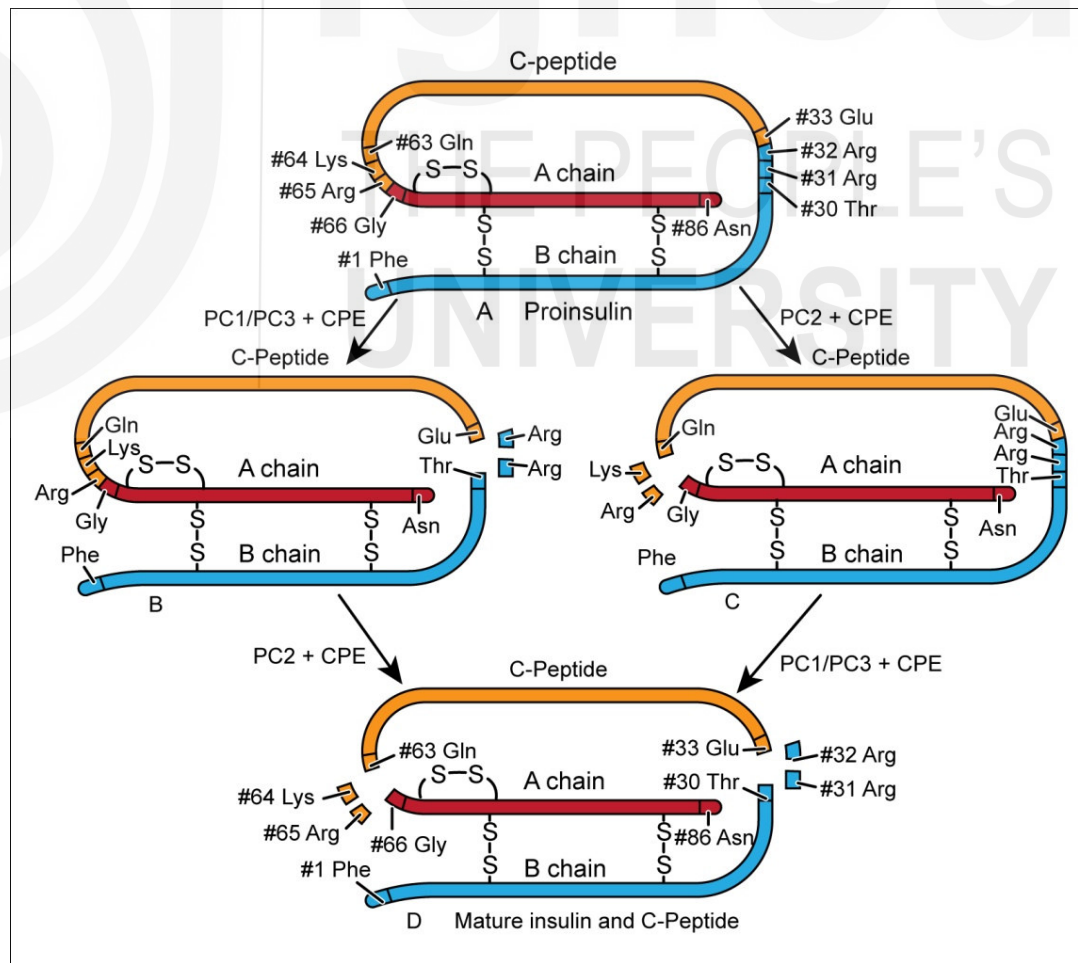 ignou
THE PEOPLE'S
UNIVERSITY
C-peptide
#33 Glu
#32 Arg
#31 Arg
#30 Thr
#63 Gln
#64 Lys
#65 Arg
#66 Gly
S S
A chain
S S
S S
#86 Asn
#1 Phe
B chain
A Proinsulin
PC1/PC3 + CPE
PC2 + CPE
C-Peptide
Gln
Lys
Arg
Gly
S S
A chain
Glu
Arg
Thr
Arg
S S
S S
Asn
Phe
B chain
B
C-Peptide
Gln
Glu
Arg
Arg
Thr
Lys
Arg
Gly
S S
A chain
S S
S S
Asn
Phe
B chain
C
PC2 + CPE
PC1/PC3 + CPE
C-Peptide
#63 Gln
#33 Glu
#32 Arg
#30 Thr
#31 Arg
#64 Lys
#65 Arg
#66 Gly
S S
A chain
S S
S S
#86 Asn
#1 Phe
B chain
D Mature insulin and C-Peptide